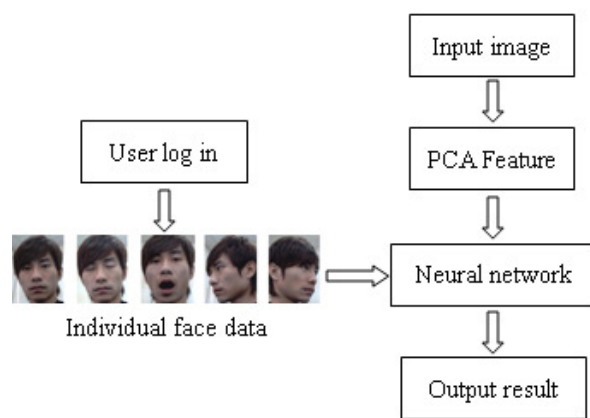 Input image
User log in
PCA Feature
Neural network
Individual face data
Output result